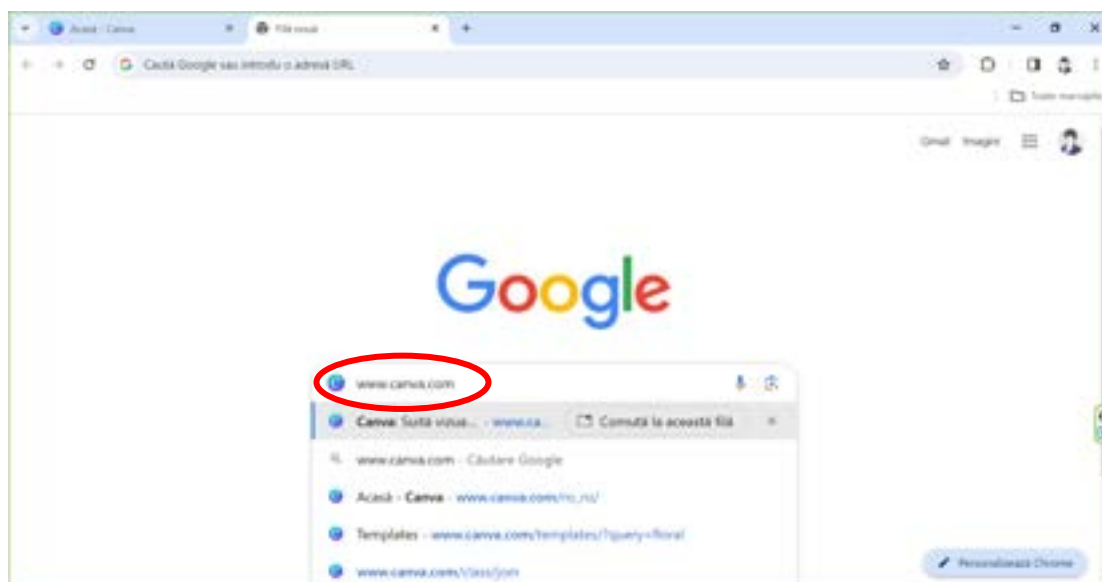 Acasă - Canva
Filă nouă
Caută Google sau introdu o adresă URL
Toate marcajele
Gmail Imagini
Google
www.canva.com
Canva: Suită vizua... - www.ca...
Comută la această filă
www.canva.com - Căutare Google
Acasă - Canva - www.canva.com/ro_ro/
Templates - www.canva.com/templates/?query=floral
www.canva.com/class/join
Personalizează Chrome